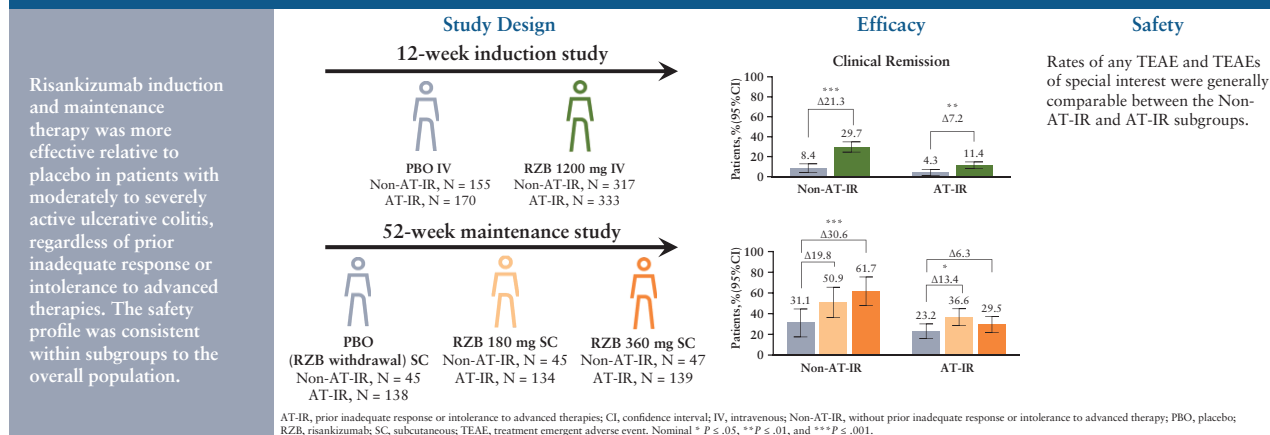 Risankizumab induction
and maintenance
therapy was more
effective relative to
placebo in patients with
moderately to severely
active ulcerative colitis,
regardless of prior
inadequate response or
intolerance to advanced
therapies. The safety
profile was consistent
within subgroups to the
overall population.
Study Design
12-week induction study
PBO IV
Non-AT-IR, N = 155
AT-IR, N = 170
RZB 1200 mg IV
Non-AT-IR, N = 317
AT-IR, N = 333
52-week maintenance study
PBO
(RZB withdrawal) SC
Non-AT-IR, N = 45
AT-IR, N = 138
RZB 180 mg SC
Non-AT-IR, N = 45
AT-IR, N = 134
RZB 360 mg SC
Non-AT-IR, N = 47
AT-IR, N = 139
Efficacy
Clinical Remission
Patients, %(95%CI)
100
80
60
40
20
0
***
Δ21.3
8.4
29.7
**
Δ7.2
4.3
11.4
Non-AT-IR
AT-IR
Patients, %(95%CI)
100
80
60
40
20
0
***
Δ30.6
Δ19.8
31.1
50.9
61.7
Δ6.3
*
Δ13.4
23.2
36.6
29.5
Non-AT-IR
AT-IR
Safety
Rates of any TEAE and TEAEs
of special interest were generally
comparable between the Non-
AT-IR and AT-IR subgroups.
AT-IR, prior inadequate response or intolerance to advanced therapies; CI, confidence interval; IV, intravenous; Non-AT-IR, without prior inadequate response or intolerance to advanced therapy; PBO, placebo;
RZB, risankizumab; SC, subcutaneous; TEAE, treatment emergent adverse event. Nominal * P ≤ .05, **P ≤ .01, and ***P ≤ .001.